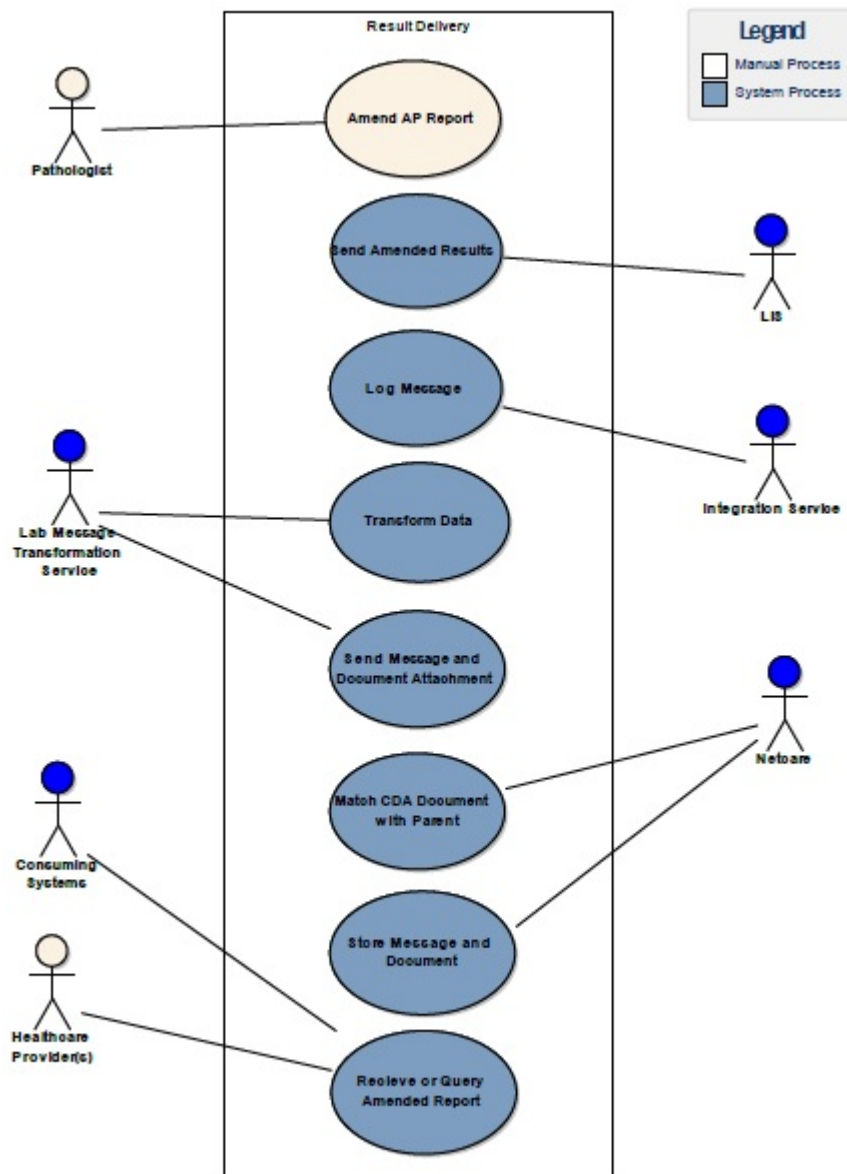 Result Delivery
Legend
Manual Process
System Process
Amend AP Report
Pathologist
Send Amended Results
LIS
Log Message
Integration Service
Lab Message
Transformation
Service
Transform Data
Send Message and
Document Attachment
Netcare
Match CDA Document
with Parent
Consuming
Systems
Store Message and
Document
Healthcare
Provider(s)
Recieve or Query
Amended Report